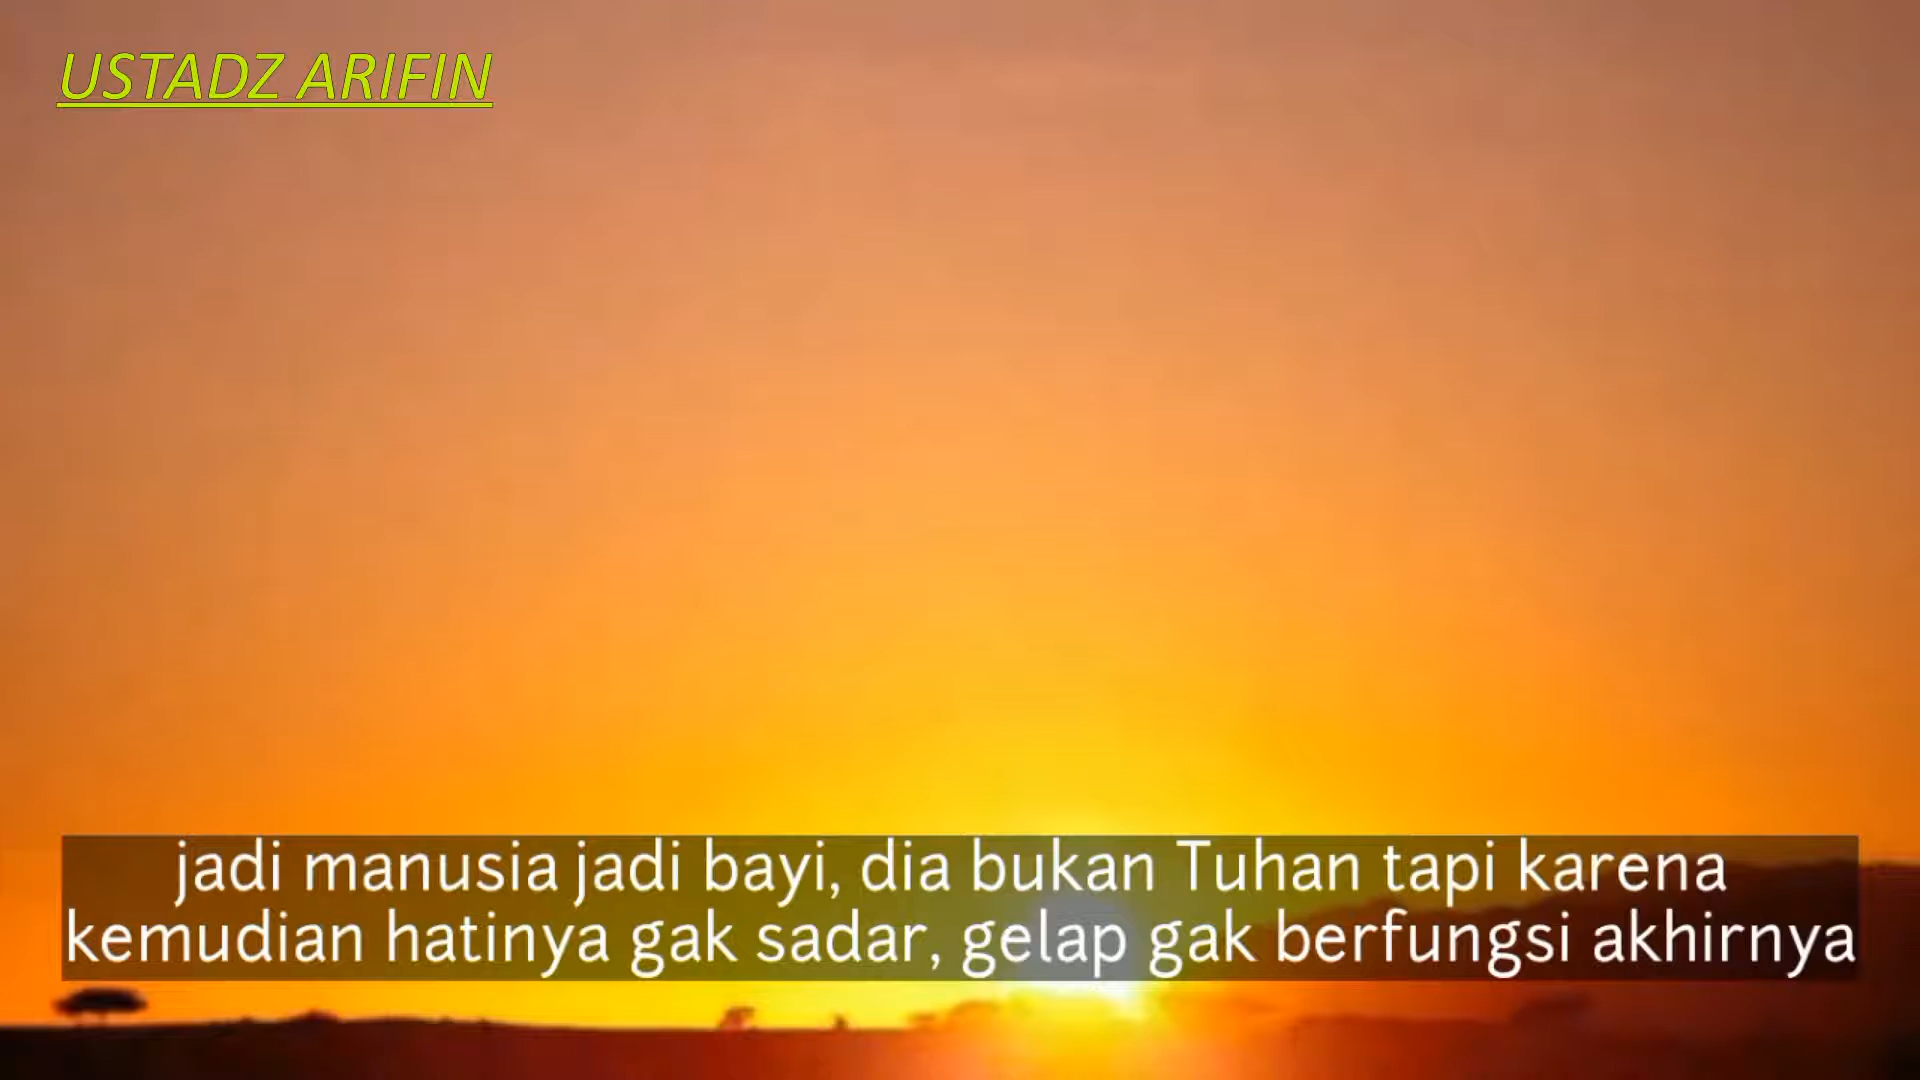 USTADZ ARIFIN
jadi manusia jadi bayi, dia bukan Tuhan tapi karena
kemudian hatinya gak sadar, gelap gak berfungsi akhirnya